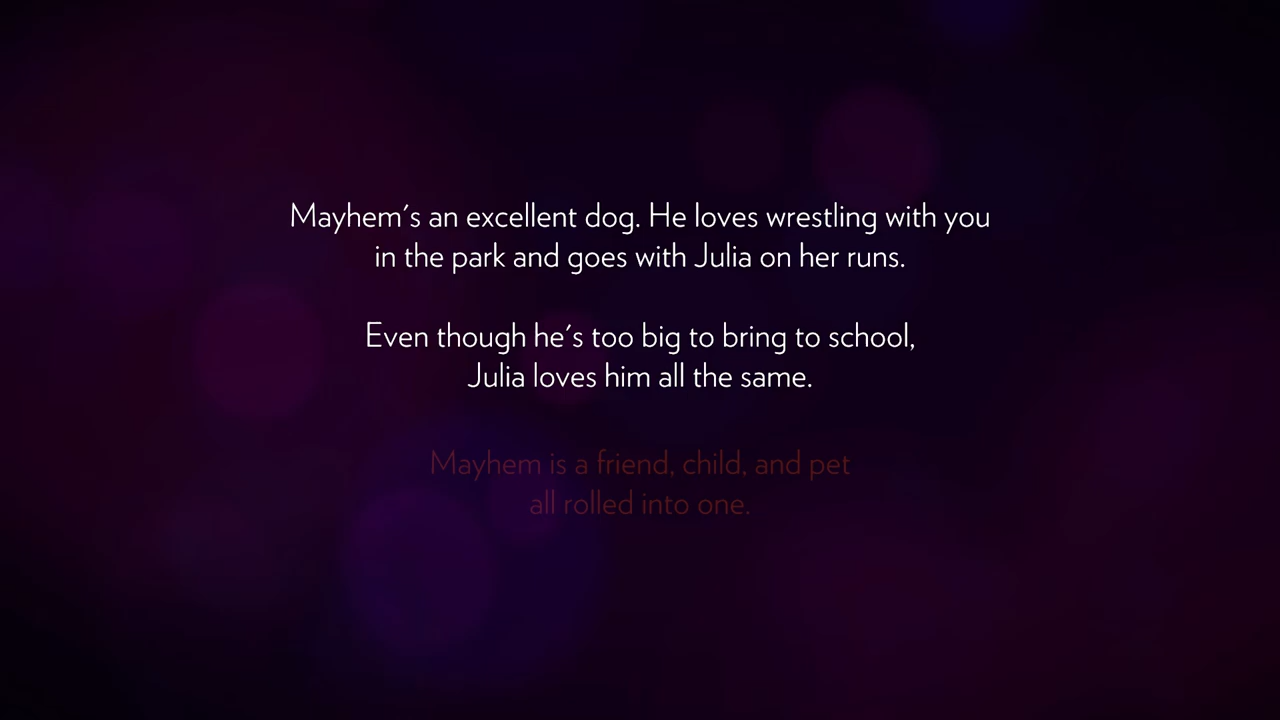 Mayhem's an excellent dog. He loves wrestling with you
in the park and goes with Julia on her runs.
Even though he's too big to bring to school,
Julia loves him all the same.
Mayhem is a friend, child, and pet
all rolled into one.